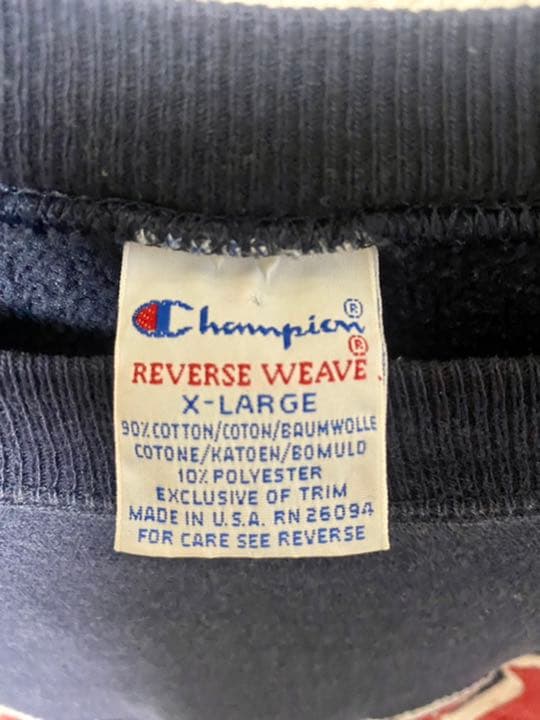 Champion®
REVERSE WEAVE®
X-LARGE
90% COTTON/COTON/BAUMWOLLE
COTONE/KATOEN/BOMULD
10% POLYESTER
EXCLUSIVE OF TRIM
MADE IN U.S.A. RN 26094
FOR CARE SEE REVERSE